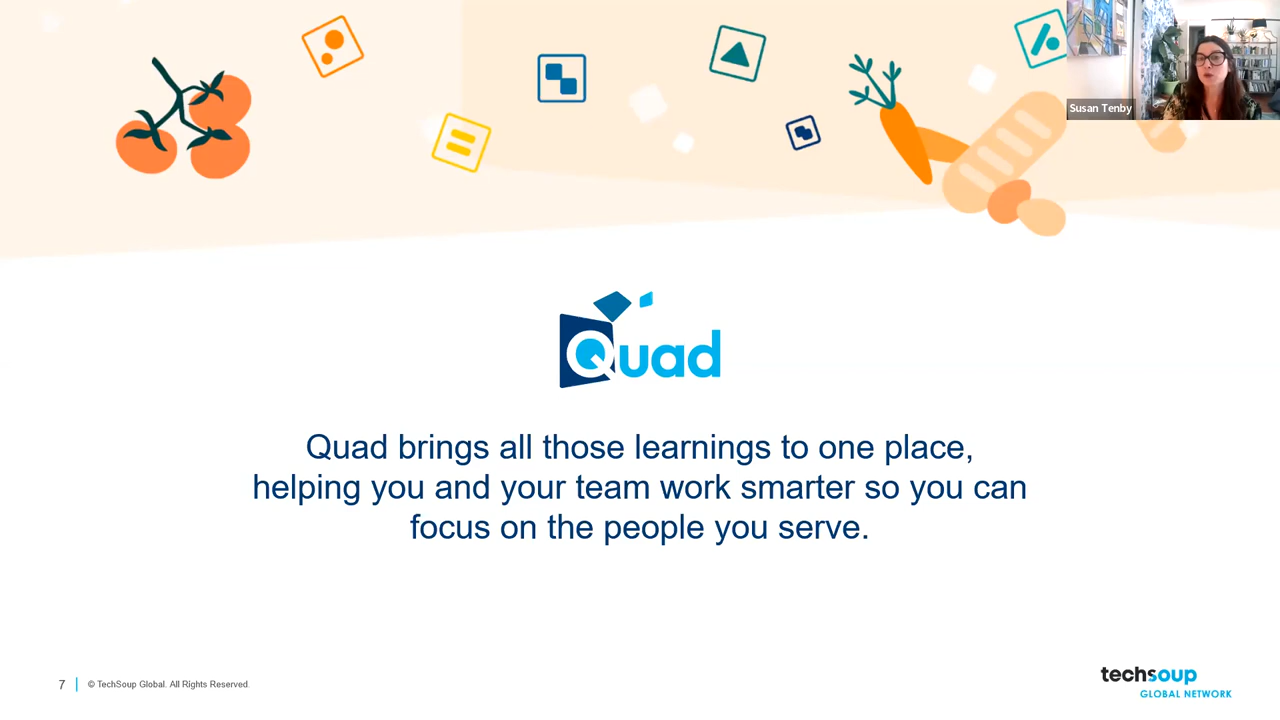 Susan Tenby
Quad
Quad brings all those learnings to one place,
helping you and your team work smarter so you can
focus on the people you serve.
7
© TechSoup Global. All Rights Reserved.
techsoup
GLOBAL NETWORK